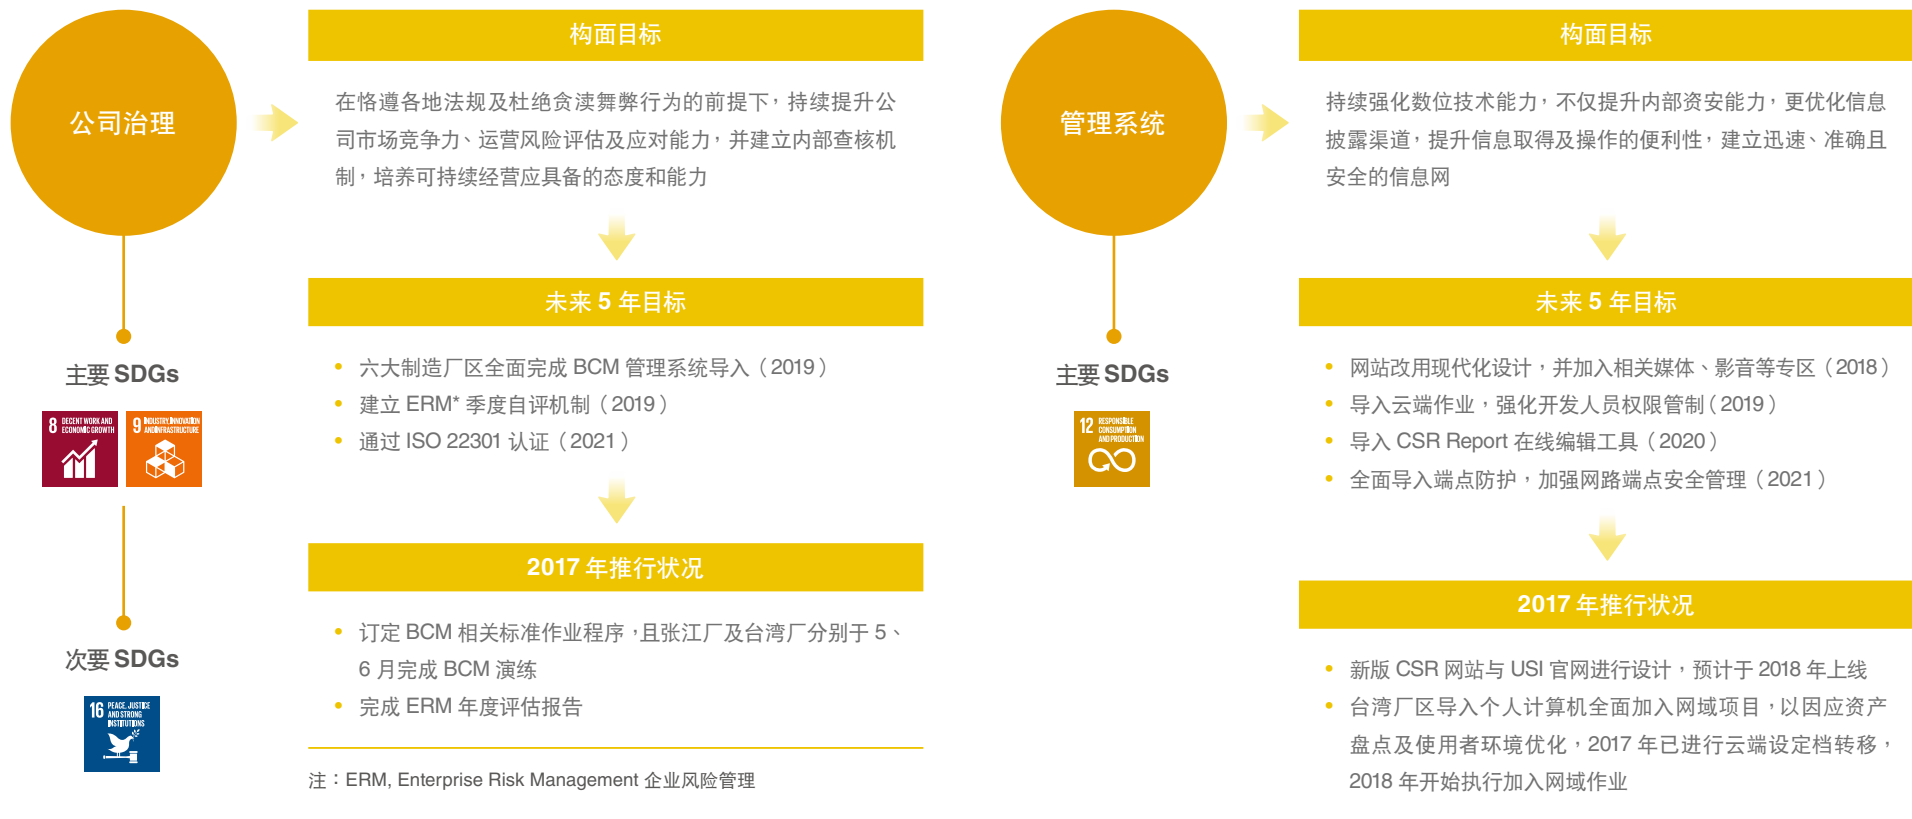 公司治理
主要 SDGs
8 DECENT WORK AND
ECONOMIC GROWTH
9 INDUSTRY, INNOVATION
AND INFRASTRUCTURE
次要 SDGs
16 PEACE, JUSTICE
AND STRONG
INSTITUTIONS
构面目标
在恪遵各地法规及杜绝贪渎舞弊行为的前提下，持续提升公
司市场竞争力、运营风险评估及应对能力，并建立内部查核机
制，培养可持续经营应具备的态度和能力
未来 5 年目标
• 六大制造厂区全面完成 BCM 管理系统导入（2019）
• 建立 ERM* 季度自评机制（2019）
• 通过 ISO 22301 认证（2021）
2017 年推行状况
• 订定 BCM 相关标准作业程序，且张江厂及台湾厂分别于 5、
6 月完成 BCM 演练
• 完成 ERM 年度评估报告
注：ERM, Enterprise Risk Management 企业风险管理
管理系统
主要 SDGs
12 RESPONSIBLE
CONSUMPTION
AND PRODUCTION
构面目标
持续强化数位技术能力，不仅提升内部资安能力，更优化信息
披露渠道，提升信息取得及操作的便利性，建立迅速、准确且
安全的信息网
未来 5 年目标
• 网站改用现代化设计，并加入相关媒体、影音等专区（2018）
• 导入云端作业，强化开发人员权限管制（2019）
• 导入 CSR Report 在线编辑工具（2020）
• 全面导入端点防护，加强网路端点安全管理（2021）
2017 年推行状况
• 新版 CSR 网站与 USI 官网进行设计，预计于 2018 年上线
• 台湾厂区导入个人计算机全面加入网域项目，以因应资产
盘点及使用者环境优化，2017 年已进行云端设定档转移，
2018 年开始执行加入网域作业